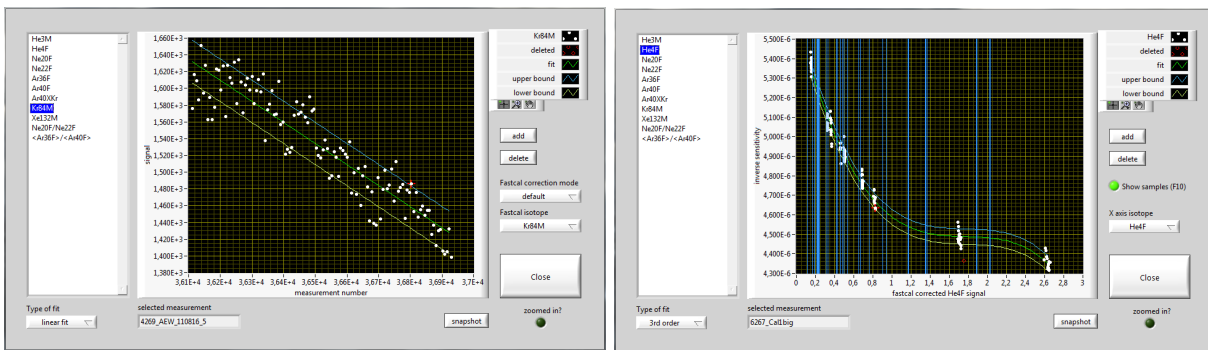 He3M
He4F
Ne20F
Ne22F
Ar36F
Ar40F
Ar40XKr
Kr84M
Xe132M
Ne20F/Ne22F
<Ar36F>/<Ar40F>
signal
1,660E+3
1,640E+3
1,620E+3
1,600E+3
1,580E+3
1,560E+3
1,540E+3
1,520E+3
1,500E+3
1,480E+3
1,460E+3
1,440E+3
1,420E+3
1,400E+3
1,380E+3
3,61E+4 3,62E+4 3,63E+4 3,64E+4 3,65E+4 3,66E+4 3,67E+4 3,68E+4 3,69E+4 3,7E+4
measurement number
Kr84M
deleted
fit
upper bound
lower bound
add
delete
Fastcal correction mode
default
Fastcal isotope
Kr84M
Close
Type of fit
linear fit
selected measurement
4269_AEW_110816_5
snapshot
zoomed in?
He3M
He4F
Ne20F
Ne22F
Ar36F
Ar40F
Ar40XKr
Kr84M
Xe132M
Ne20F/Ne22F
<Ar36F>/<Ar40F>
inverse sensitivity
5,500E-6
5,400E-6
5,300E-6
5,200E-6
5,100E-6
5,000E-6
4,900E-6
4,800E-6
4,700E-6
4,600E-6
4,500E-6
4,400E-6
4,300E-6
0 0,2 0,4 0,6 0,8 1 1,2 1,4 1,6 1,8 2 2,2 2,4 2,6 2,8 3
fastcal corrected He4F signal
He4F
deleted
fit
upper bound
lower bound
add
delete
Show samples (F10)
X axis isotope
He4F
Close
Type of fit
3rd order
selected measurement
6267_Cal1big
snapshot
zoomed in?